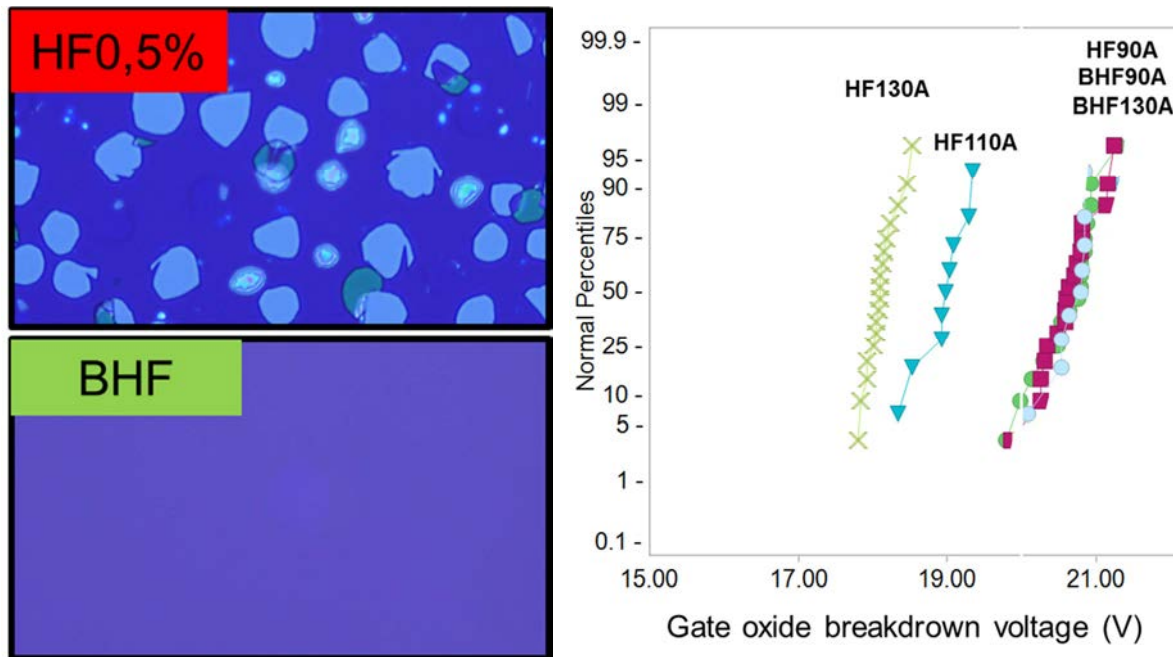 HF0,5%
BHF
99.9 -
99 -
95 -
90 -
75 -
50 -
25 -
10 -
5 -
1 -
0.1 -
Normal Percentiles
HF130A
HF110A
HF90A
BHF90A
BHF130A
15.00 17.00 19.00 21.00
Gate oxide breakdrown voltage (V)